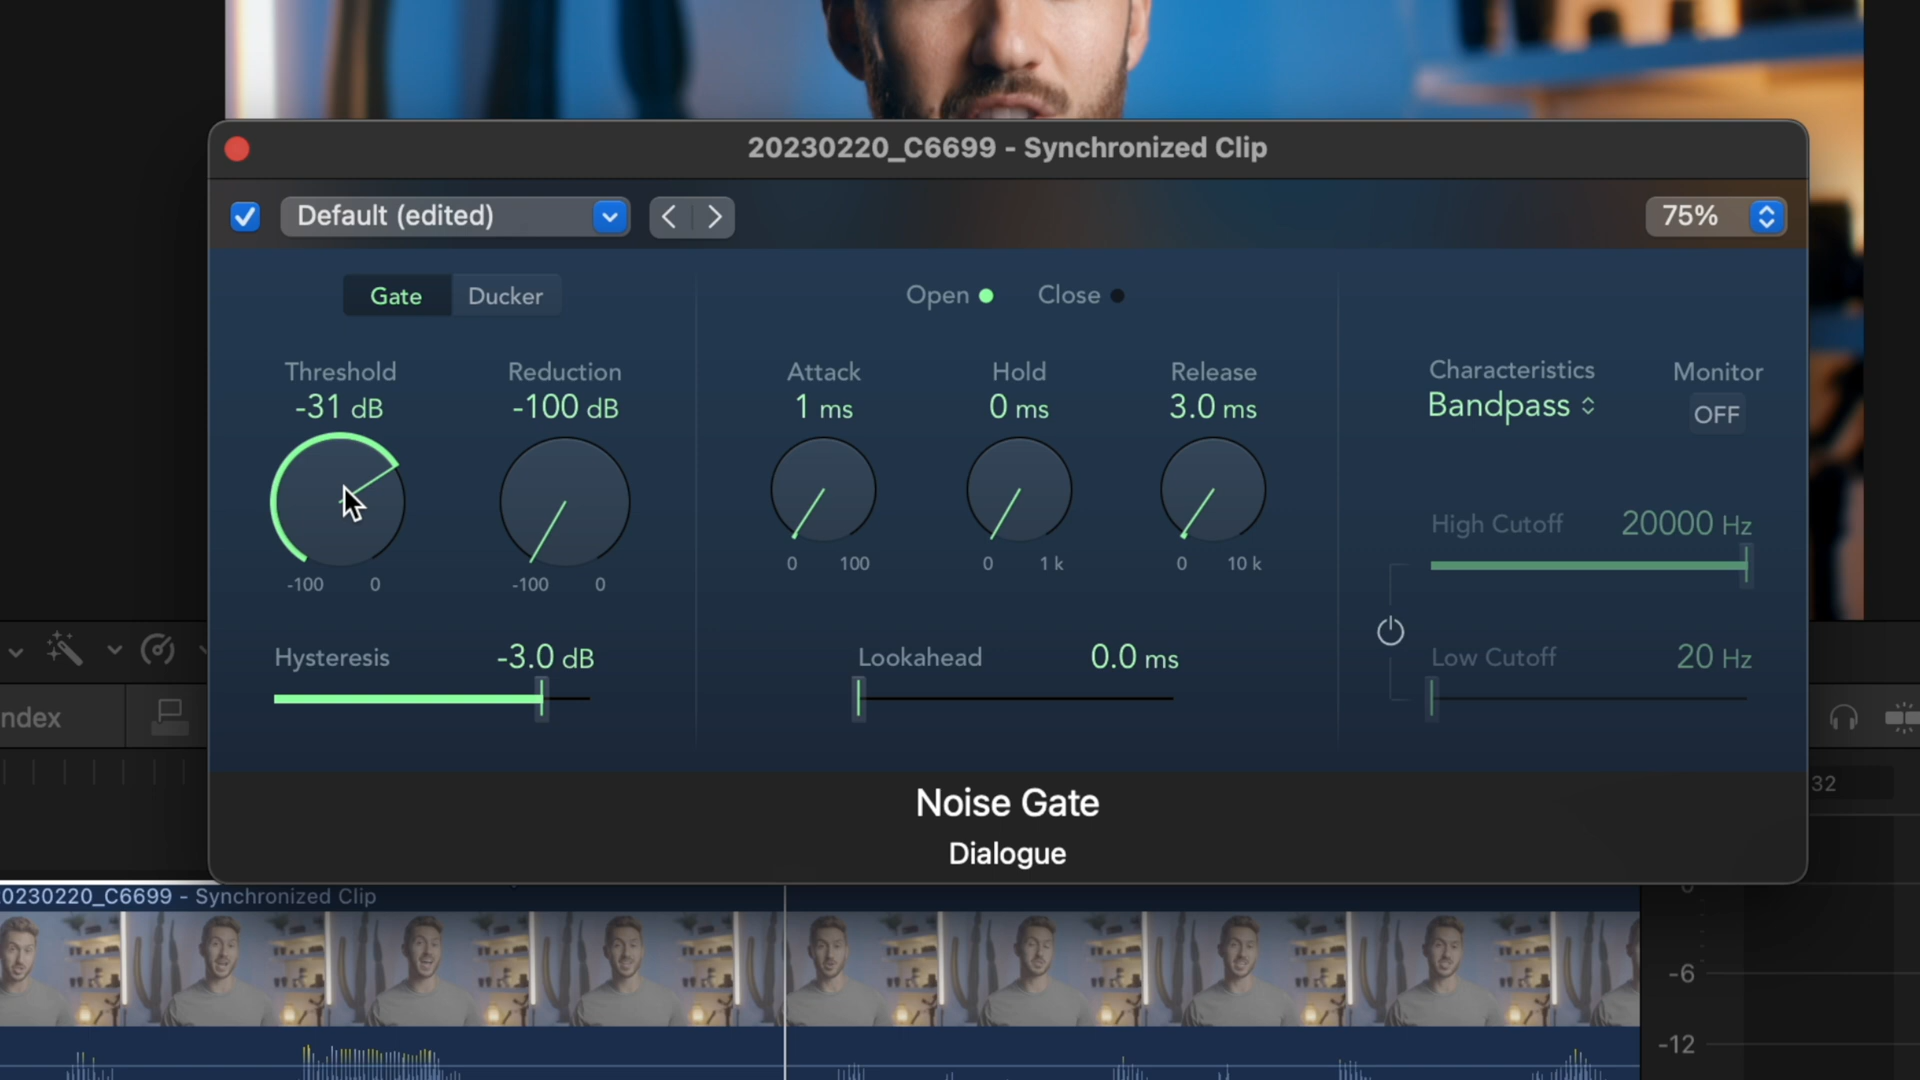 20230220_C6699 - Synchronized Clip
Default (edited)
75%
Gate
Ducker
Open
Close
Threshold
-31 dB
-100
0
Reduction
-100 dB
-100
0
Attack
1 ms
0
100
Hold
0 ms
0
1 k
Release
3.0 ms
0
10 k
Characteristics
Bandpass
Monitor
OFF
High Cutoff
20000 Hz
Hysteresis
-3.0 dB
Lookahead
0.0 ms
Low Cutoff
20 Hz
ndex
32
Noise Gate
Dialogue
0230220_C6699 - Synchronized Clip
0
-6
-12